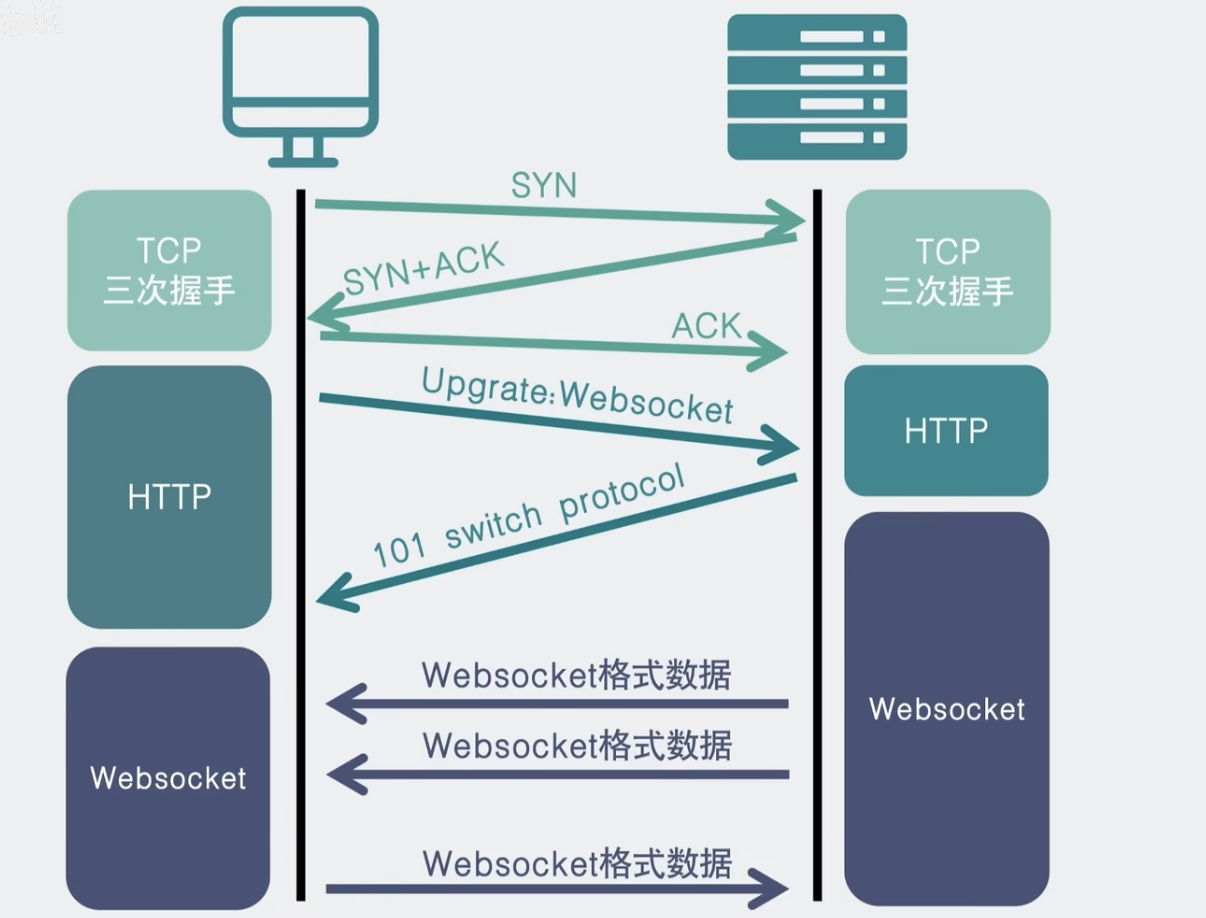 SYN
TCP
三次握手
SYN+ACK
TCP
三次握手
ACK
Upgrate:Websocket
HTTP
HTTP
101 switch protocol
Websocket格式数据
Websocket
Websocket格式数据
Websocket
Websocket格式数据